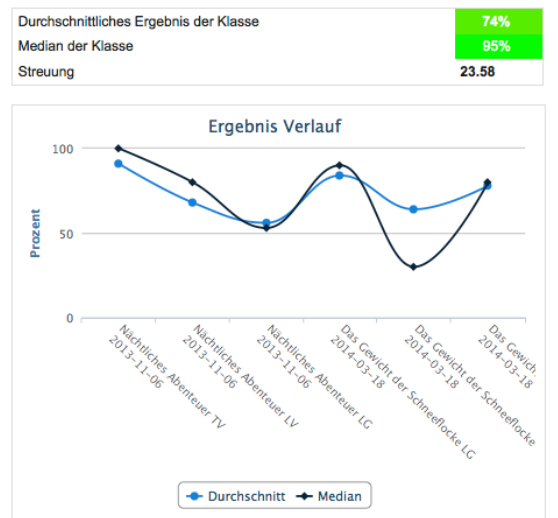 Durchschnittliches Ergebnis der Klasse 74%
Median der Klasse 95%
Streuung 23.58
Ergebnis Verlauf
Prozent
100
50
0
Nächtliches Abenteuer TV
2013-11-06
Nächtliches Abenteuer LV
2013-11-06
Nächtliches Abenteuer LG
2013-11-06
Das Gewicht der Schneeflocke LG
2014-03-18
Das Gewicht der Schneeflocke
2014-03-18
Das Gewich
2014-03-18
Durchschnitt Median